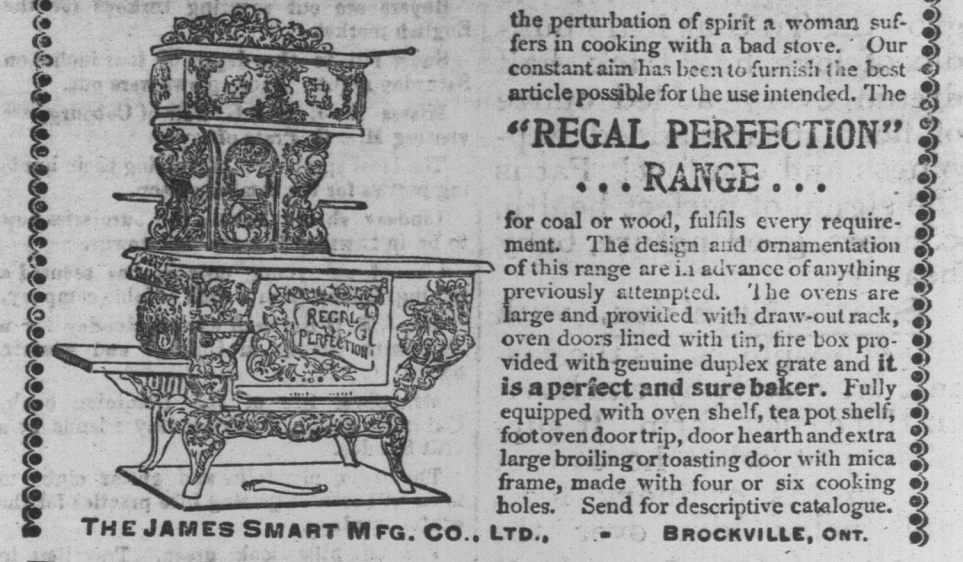 the perturbation of spirit a woman suf-
fers in cooking with a bad stove. Our
constant aim has been to furnish the best
article possible for the use intended. The
"REGAL PERFECTION"
... RANGE ...
for coal or wood, fulfils every require-
ment. The design and ornamentation
of this range are in advance of anything
previously attempted. The ovens are
large and provided with draw-out rack,
oven doors lined with tin, fire box pro-
vided with genuine duplex grate and it
is a perfect and sure baker. Fully
equipped with oven shelf, tea pot shelf,
foot oven door trip, door hearth and extra
large broiling or toasting door with mica
frame, made with four or six cooking
holes. Send for descriptive catalogue.
REGAL
PERFECTION
THE JAMES SMART MFG. CO., LTD., - BROCKVILLE, ONT.